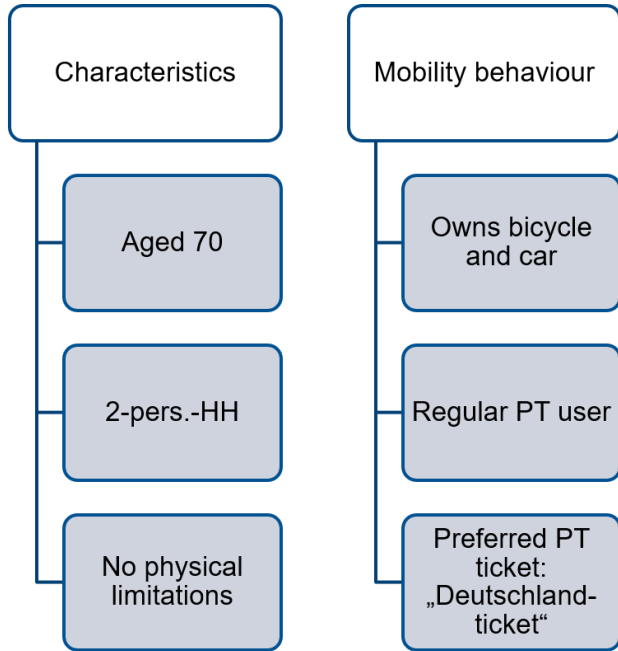 Characteristics
Aged 70
2-pers.-HH
No physical
limitations
Mobility behaviour
Owns bicycle
and car
Regular PT user
Preferred PT
ticket:
„Deutschland-
ticket“